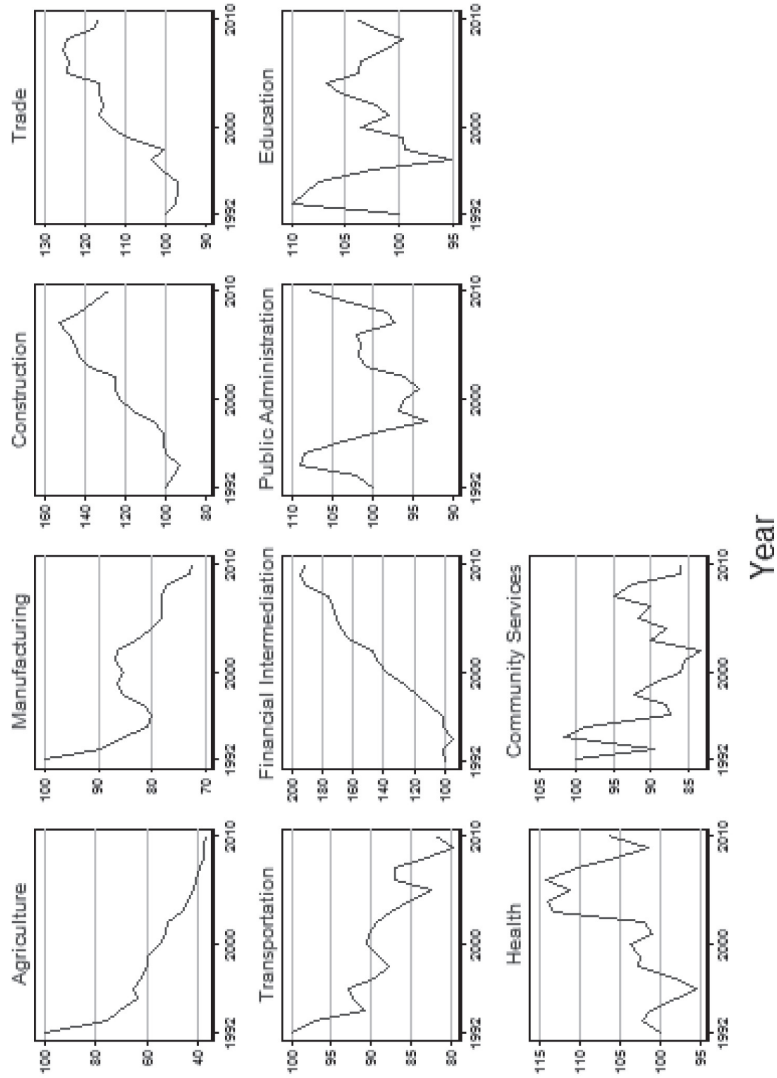 Agriculture
100
80
60
40
1992 2000 2010
Manufacturing
100
90
80
70
1992 2000 2010
Construction
160
140
120
100
80
1992 2000 2010
Trade
130
120
110
100
90
1992 2000 2010
Transportation
100
95
90
85
80
1992 2000 2010
Financial Intermediation
200
180
160
140
120
100
1992 2000 2010
Public Administration
110
105
100
95
90
1992 2000 2010
Education
110
105
100
95
1992 2000 2010
Health
115
110
105
100
95
1992 2000 2010
Community Services
105
100
95
90
85
1992 2000 2010
Year